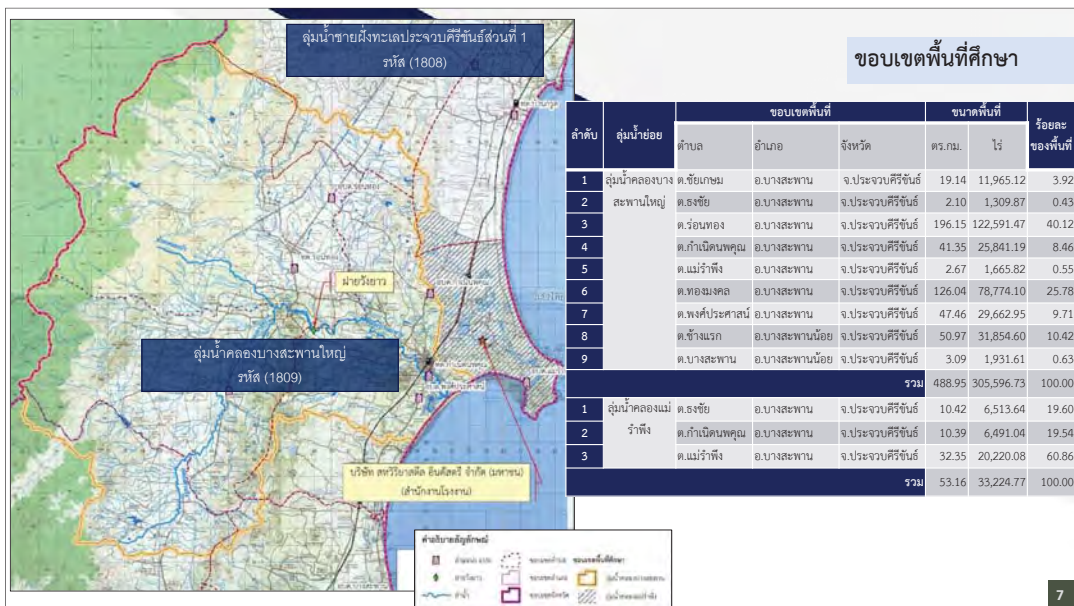 ขอบเขตพื้นที่ศึกษา
ลุ่มน้ำชายฝั่งทะเลประจวบคีรีขันธ์ส่วนที่ 1
รหัส (1808)
ฝายวังยาว
ลุ่มน้ำคลองบางสะพานใหญ่
รหัส (1809)
บริษัท สหวิริยาสตีล อินดัสตรี จำกัด (มหาชน)
(สำนักงานโรงงาน)
ลำดับ ลุ่มน้ำย่อย ขอบเขตพื้นที่ ขนาดพื้นที่ ร้อยละของพื้นที่
ตำบล อำเภอ จังหวัด ตร.กม. ไร่
1 ลุ่มน้ำคลองบาง ต.ชัยเกษม อ.บางสะพาน จ.ประจวบคีรีขันธ์ 19.14 11,965.12 3.92
2 สะพานใหญ่ ต.ธงชัย อ.บางสะพาน จ.ประจวบคีรีขันธ์ 2.10 1,309.87 0.43
3 ต.ร่อนทอง อ.บางสะพาน จ.ประจวบคีรีขันธ์ 196.15 122,591.47 40.12
4 ต.กำเนิดนพคุณ อ.บางสะพาน จ.ประจวบคีรีขันธ์ 41.35 25,841.19 8.46
5 ต.แม่รำพึง อ.บางสะพาน จ.ประจวบคีรีขันธ์ 2.67 1,665.82 0.55
6 ต.ทองมงคล อ.บางสะพาน จ.ประจวบคีรีขันธ์ 126.04 78,774.10 25.78
7 ต.พงศ์ประศาสน์ อ.บางสะพาน จ.ประจวบคีรีขันธ์ 47.46 29,662.95 9.71
8 ต.ช้างแรก อ.บางสะพานน้อย จ.ประจวบคีรีขันธ์ 50.97 31,854.60 10.42
9 ต.บางสะพาน อ.บางสะพานน้อย จ.ประจวบคีรีขันธ์ 3.09 1,931.61 0.63
รวม 488.95 305,596.73 100.00
1 ลุ่มน้ำคลองแม่ ต.ธงชัย อ.บางสะพาน จ.ประจวบคีรีขันธ์ 10.42 6,513.64 19.60
2 รำพึง ต.กำเนิดนพคุณ อ.บางสะพาน จ.ประจวบคีรีขันธ์ 10.39 6,491.04 19.54
3 ต.แม่รำพึง อ.บางสะพาน จ.ประจวบคีรีขันธ์ 32.35 20,220.08 60.86
รวม 53.16 33,224.77 100.00
คำอธิบายสัญลักษณ์
ขอบเขตพื้นที่ศึกษา
7